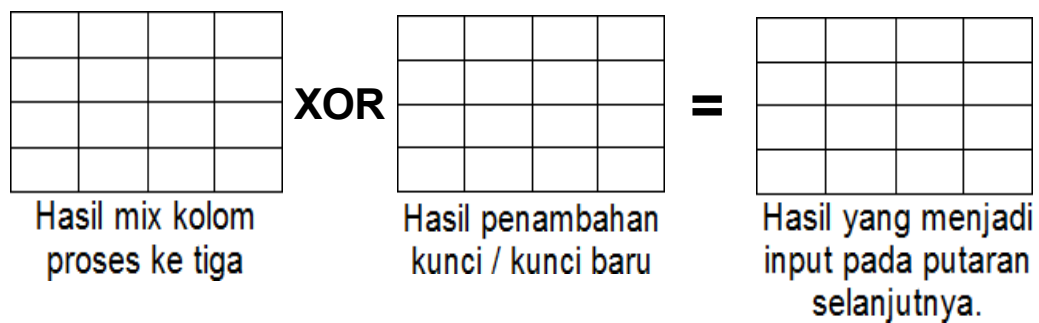 XOR
=
Hasil mix kolom
proses ke tiga
Hasil penambahan
kunci / kunci baru
Hasil yang menjadi
input pada putaran
selanjutnya.